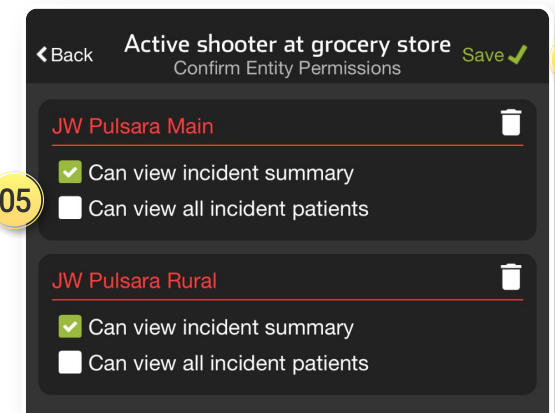 Back
Active shooter at grocery store
Save
Confirm Entity Permissions
JW Pulsara Main
Can view incident summary
05
Can view all incident patients
JW Pulsara Rural
Can view incident summary
Can view all incident patients